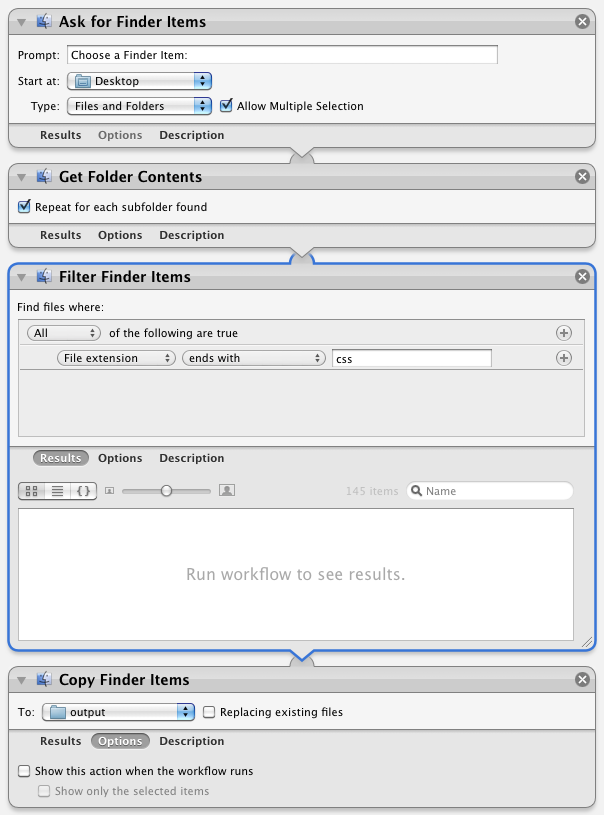 Ask for Finder Items
Prompt: Choose a Finder Item:
Start at: Desktop
Type: Files and Folders Allow Multiple Selection
Results Options Description
Get Folder Contents
Repeat for each subfolder found
Results Options Description
Filter Finder Items
Find files where:
All of the following are true
File extension ends with css
Results Options Description
145 items Name
Run workflow to see results.
Copy Finder Items
To: output Replacing existing files
Results Options Description
Show this action when the workflow runs
Show only the selected items